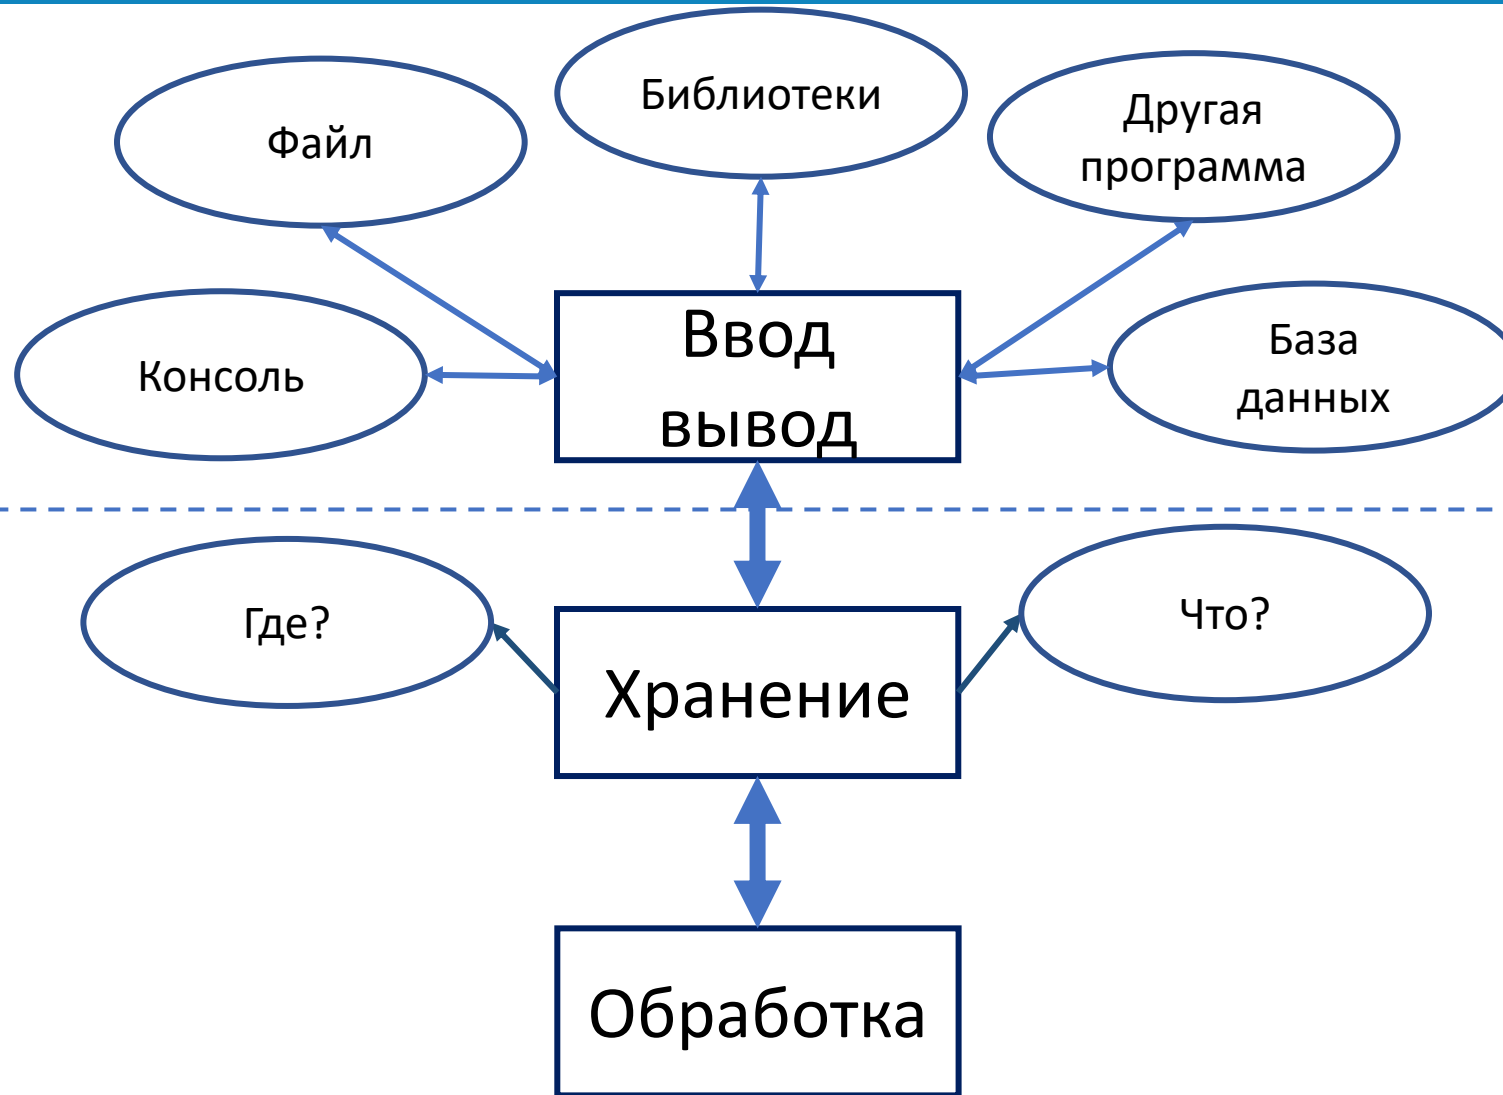 Библиотеки
Файл
Другая
программа
Ввод
вывод
Консоль
База
данных
Где?
Что?
Хранение
Обработка